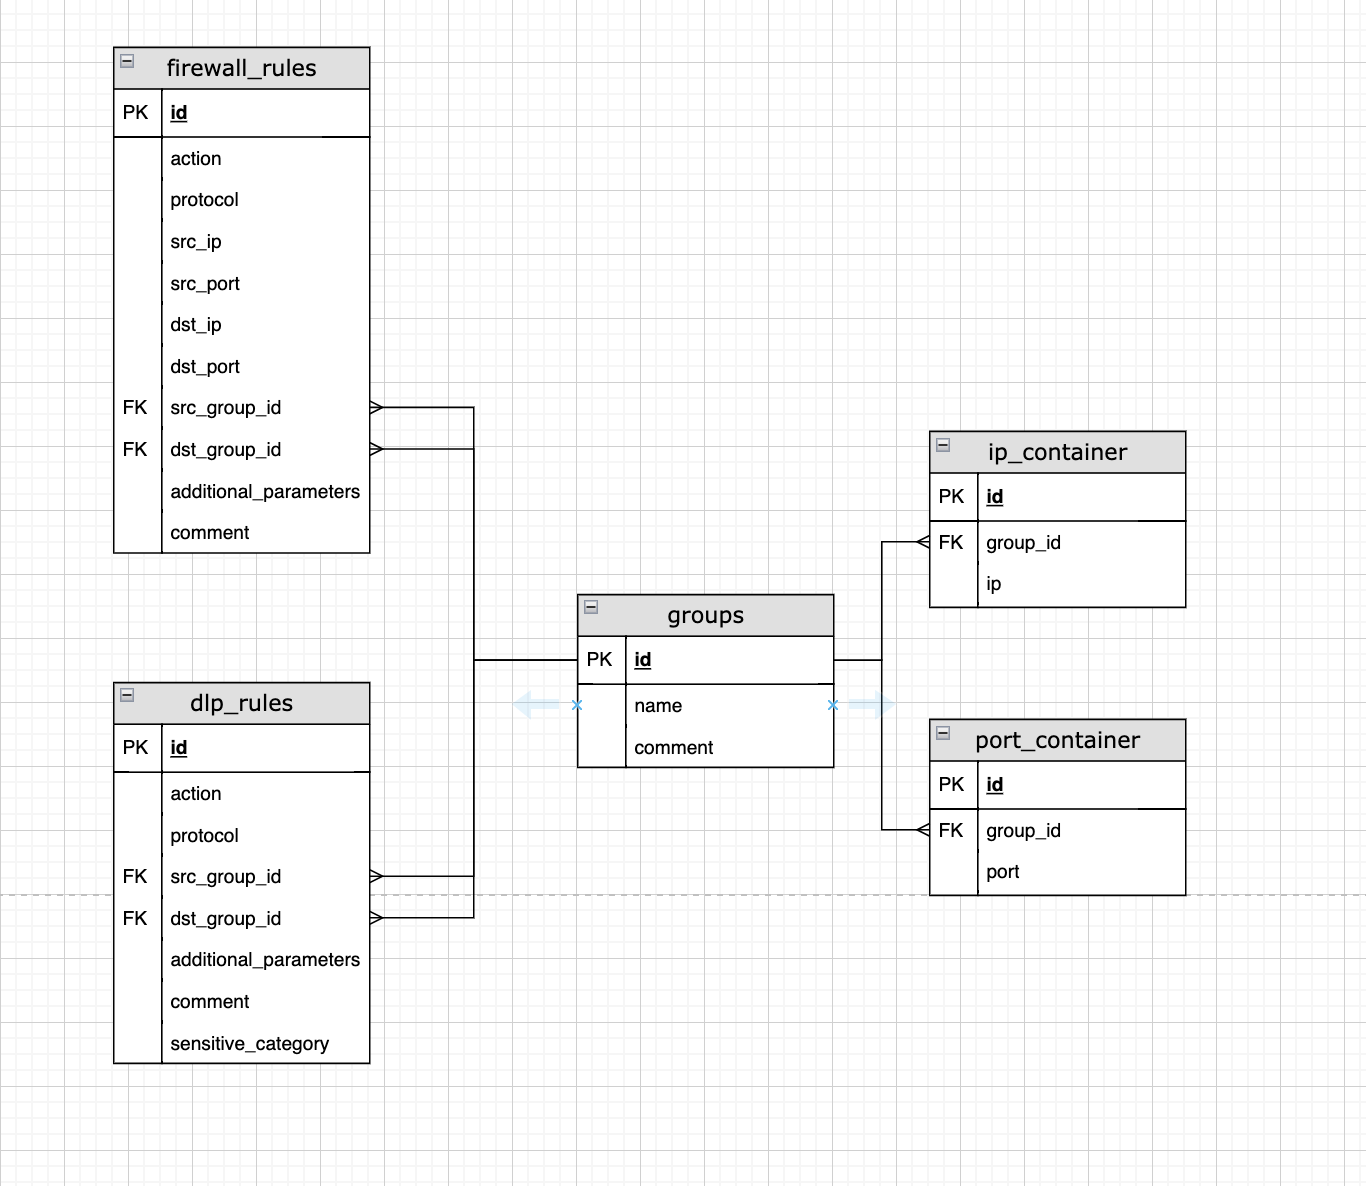 firewall_rules
PK id
action
protocol
src_ip
src_port
dst_ip
dst_port
FK src_group_id
FK dst_group_id
additional_parameters
comment
dlp_rules
PK id
action
protocol
FK src_group_id
FK dst_group_id
additional_parameters
comment
sensitive_category
groups
PK id
name
comment
ip_container
PK id
FK group_id
ip
port_container
PK id
FK group_id
port